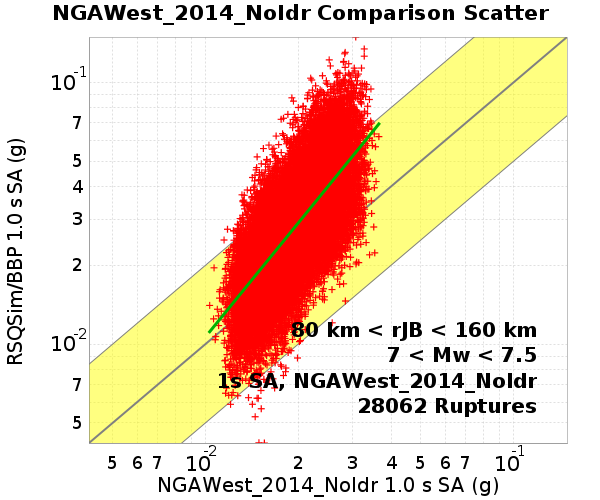 NGAWest_2014_NoIdr Comparison Scatter
RSQSim/BBP 1.0 s SA (g)
10-1
7
5
4
3
2
10-2
7
5
80 km < rJB < 160 km
7 < Mw < 7.5
1s SA, NGAWest_2014_NoIdr
28062 Ruptures
5 6 7 10-2 2 3 4 5 6 7 10-1
NGAWest_2014_NoIdr 1.0 s SA (g)